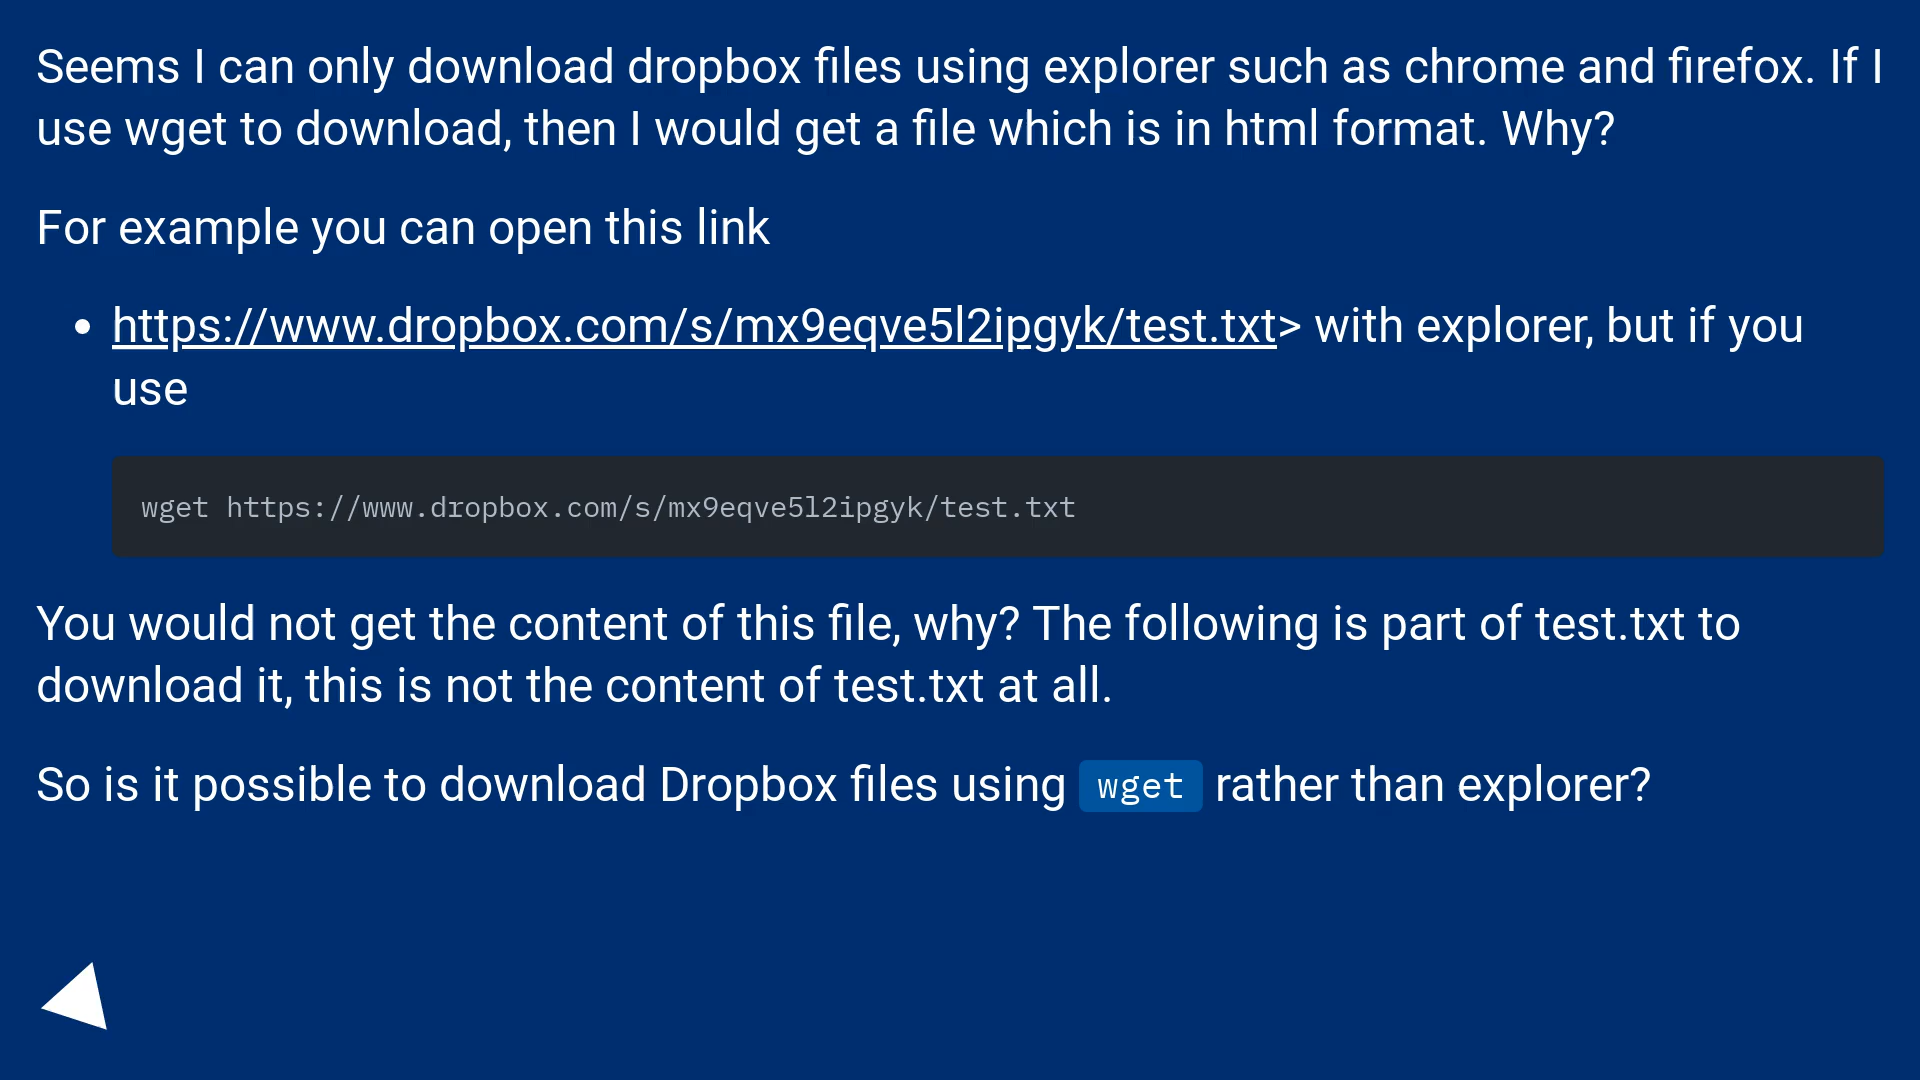 Seems I can only download dropbox files using explorer such as chrome and firefox. If I
use wget to download, then I would get a file which is in html format. Why?
For example you can open this link
• https://www.dropbox.com/s/mx9eqve5l2ipgyk/test.txt> with explorer, but if you
use
wget https://www.dropbox.com/s/mx9eqve5l2ipgyk/test.txt
You would not get the content of this file, why? The following is part of test.txt to
download it, this is not the content of test.txt at all.
So is it possible to download Dropbox files using wget rather than explorer?